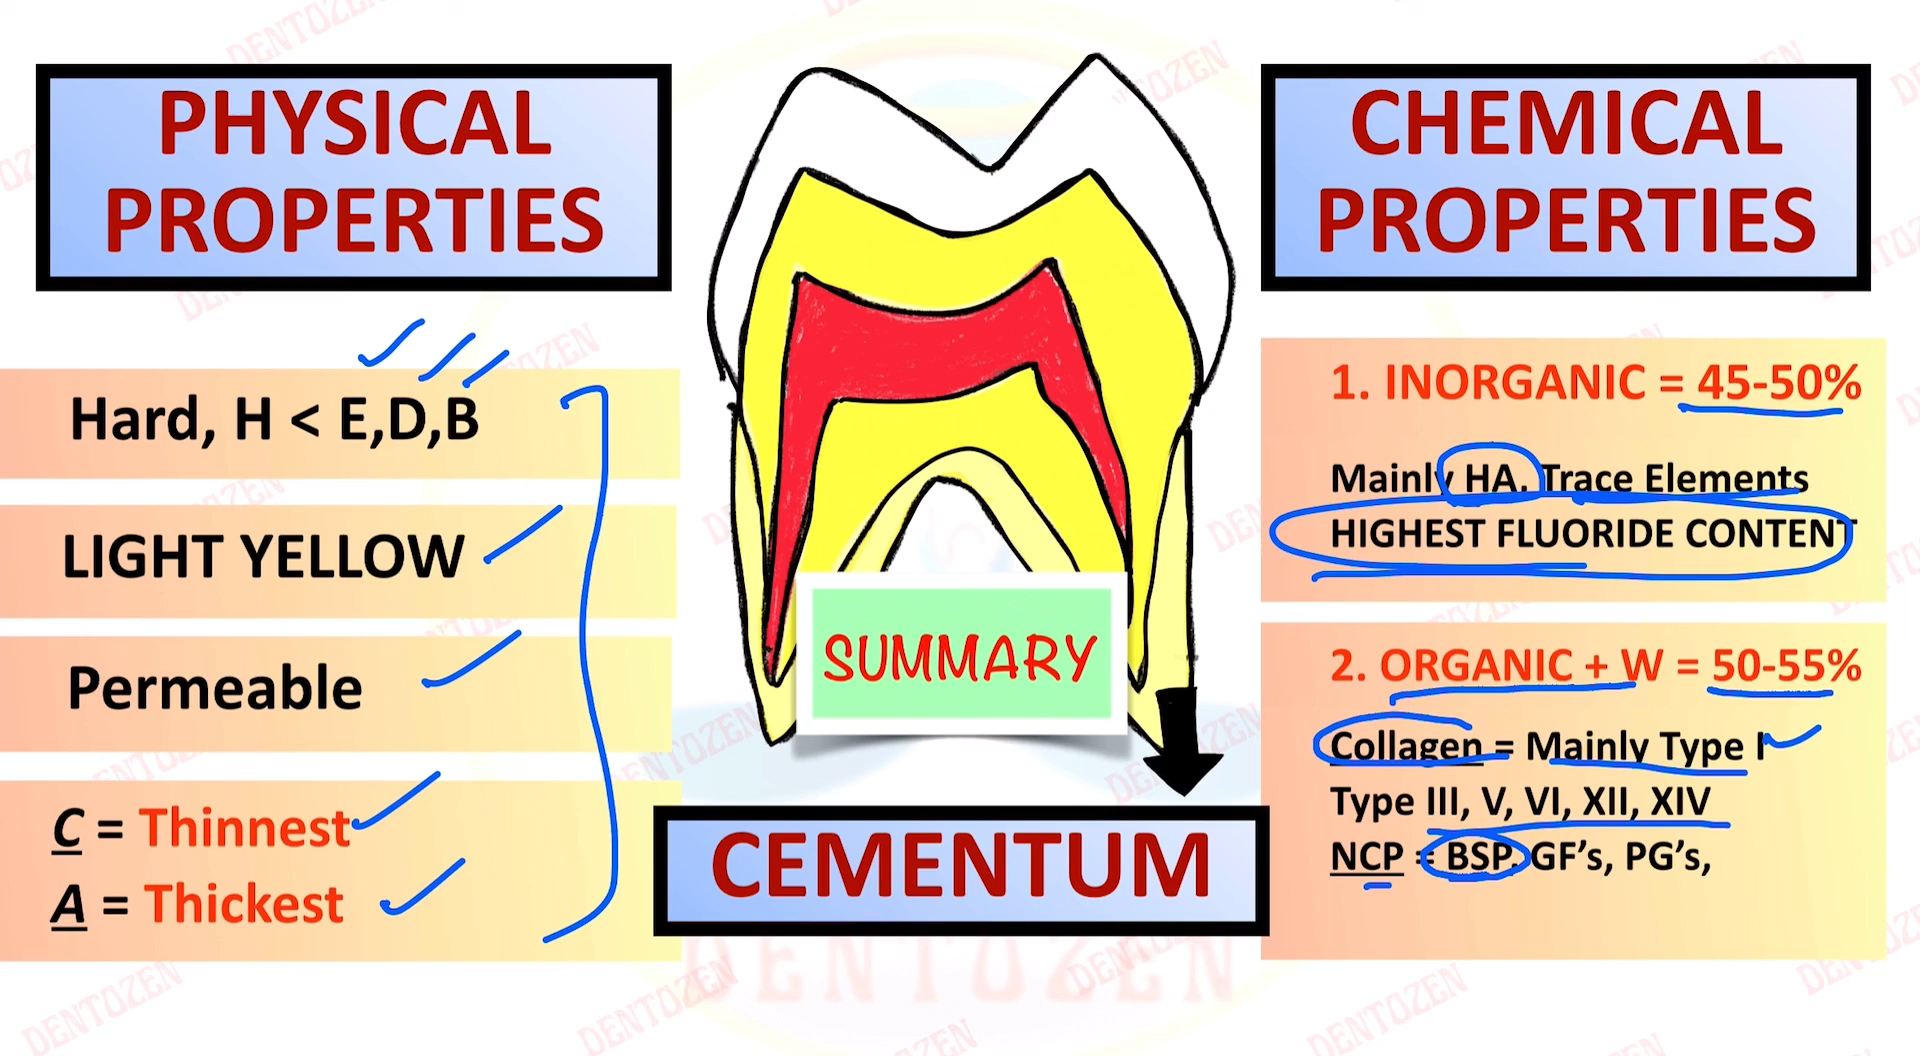 PHYSICAL
PROPERTIES
Hard, H < E,D,B
LIGHT YELLOW
Permeable
C = Thinnest
A = Thickest
SUMMARY
CEMENTUM
CHEMICAL
PROPERTIES
1. INORGANIC = 45-50%
Mainly HA, Trace Elements
HIGHEST FLUORIDE CONTENT
2. ORGANIC + W = 50-55%
Collagen = Mainly Type I
Type III, V, VI, XII, XIV
NCP = BSP, GF's, PG's,
DENTOZEN